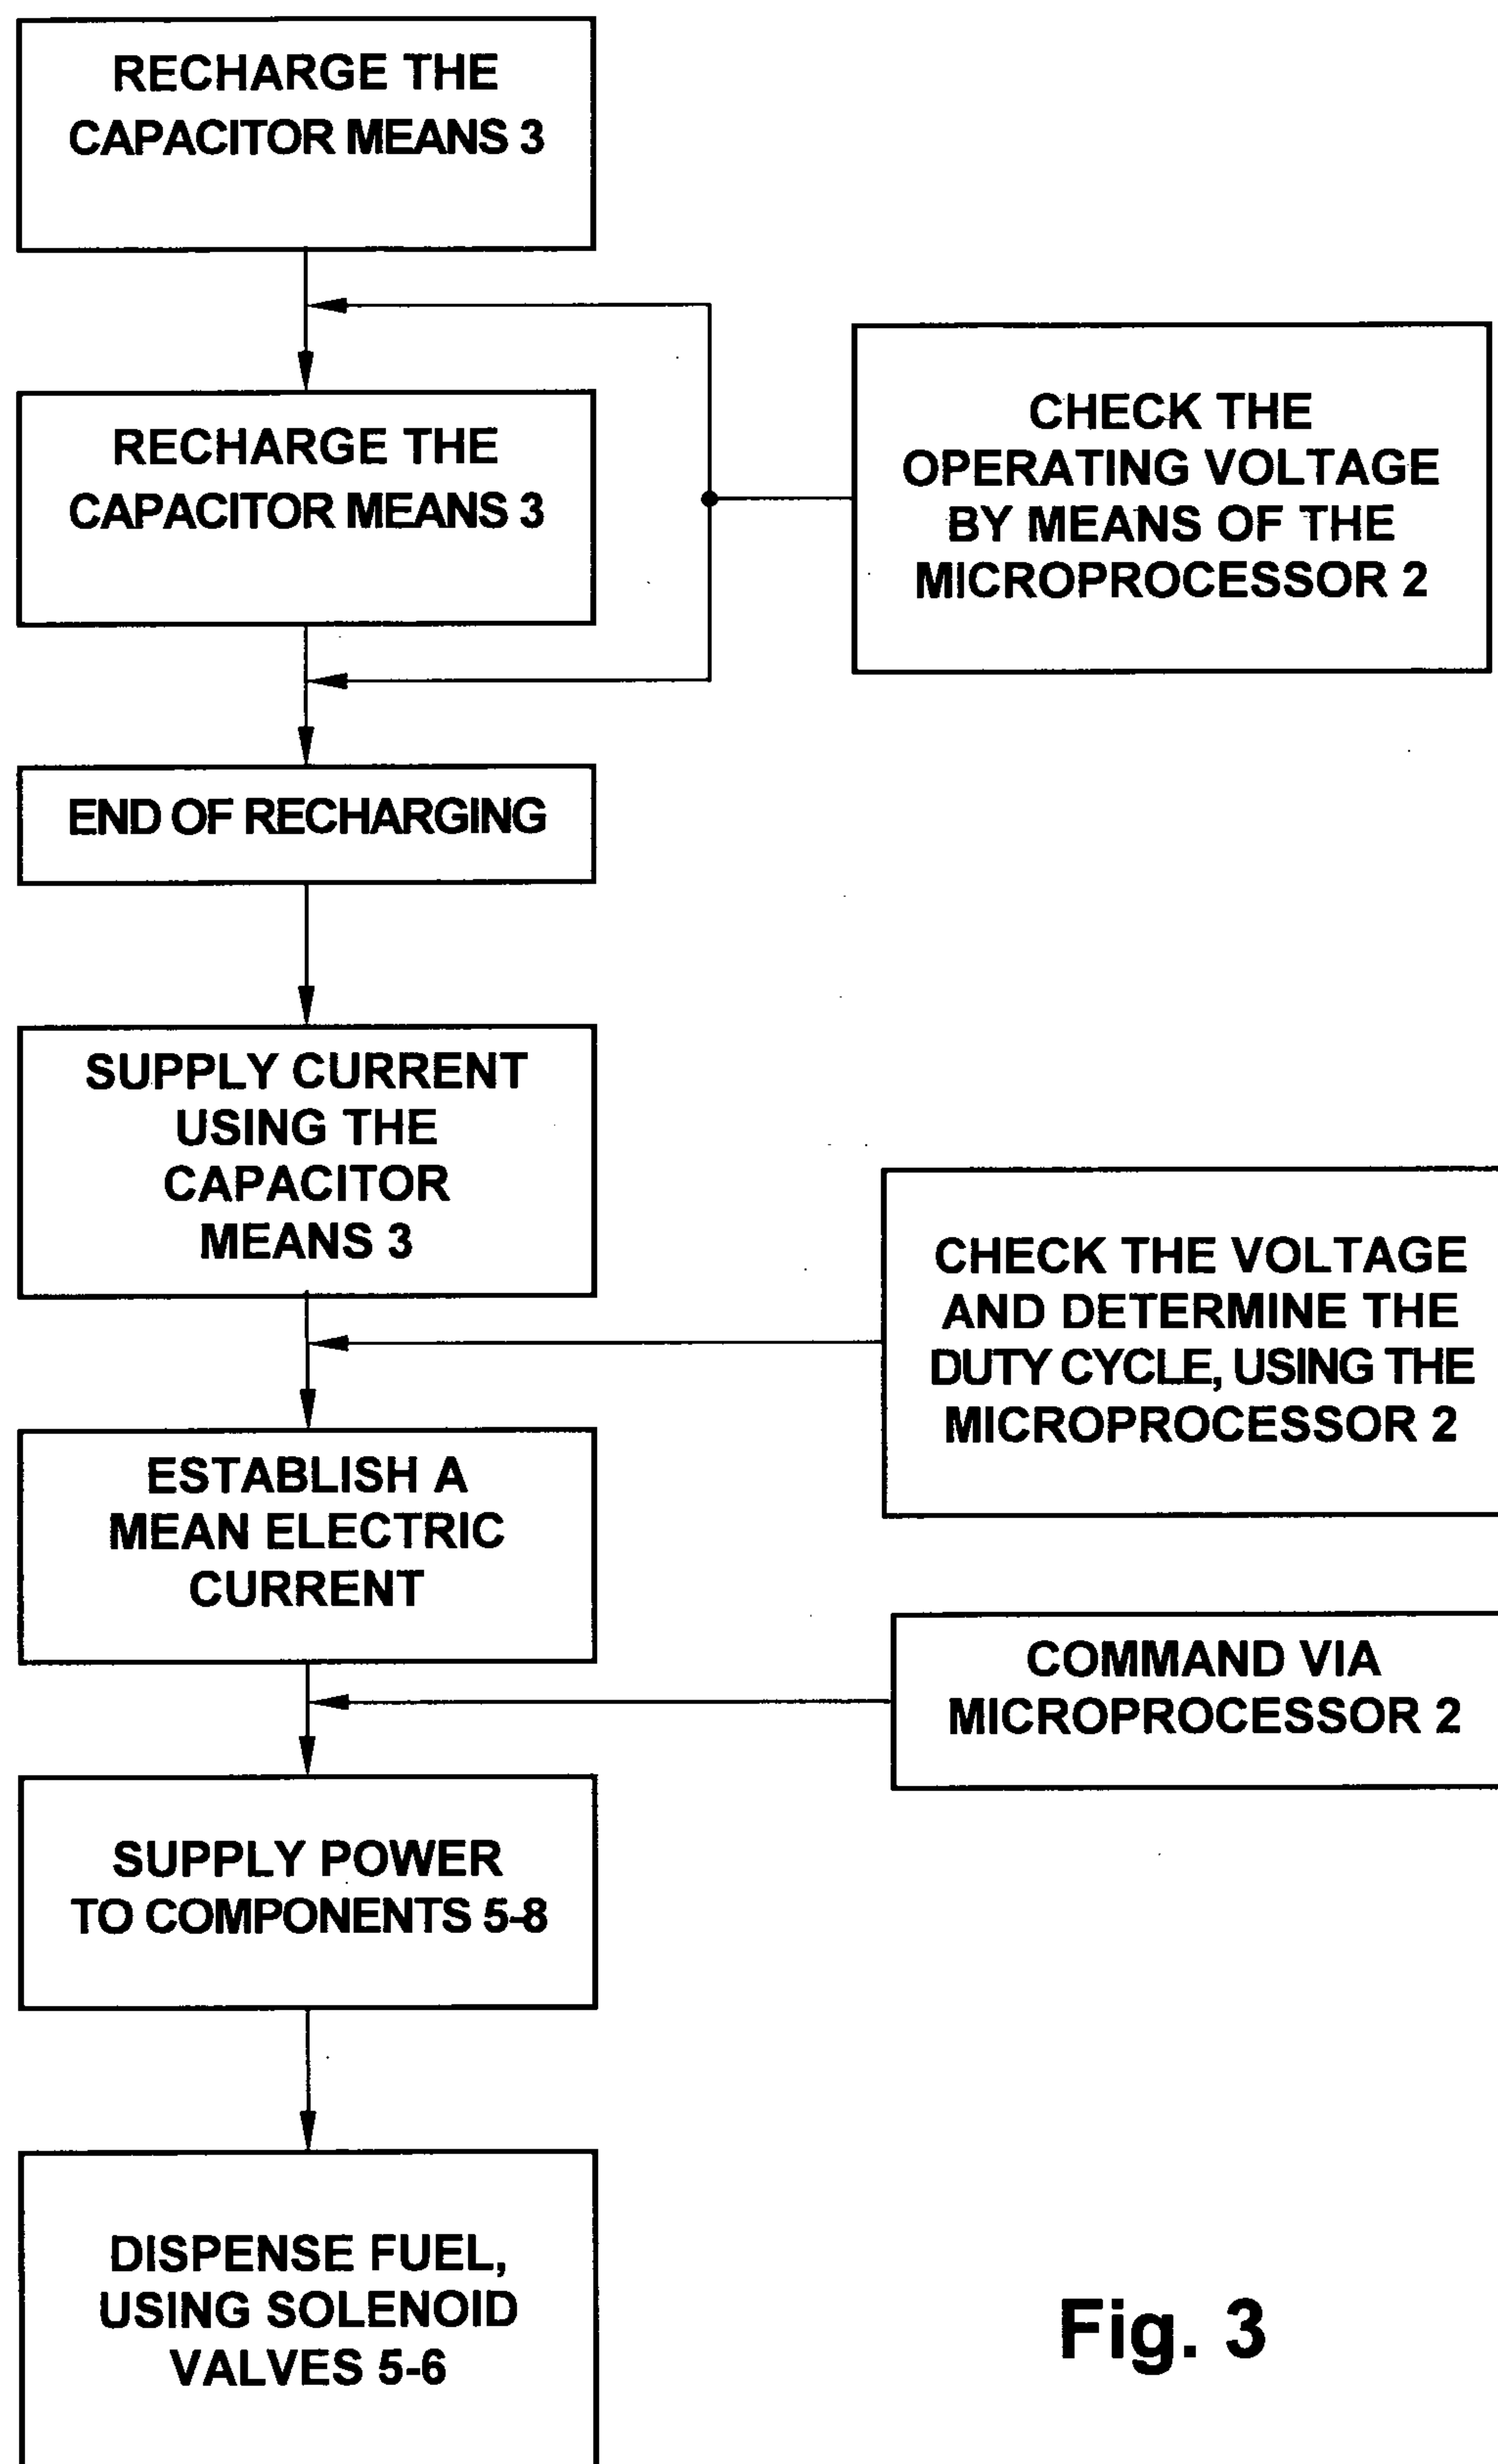 RECHARGE THE
CAPACITOR MEANS 3
RECHARGE THE
CAPACITOR MEANS 3
CHECK THE
OPERATING VOLTAGE
BY MEANS OF THE
MICROPROCESSOR 2
END OF RECHARGING
SUPPLY CURRENT
USING THE
CAPACITOR
MEANS 3
CHECK THE VOLTAGE
AND DETERMINE THE
DUTY CYCLE, USING THE
MICROPROCESSOR 2
ESTABLISH A
MEAN ELECTRIC
CURRENT
COMMAND VIA
MICROPROCESSOR 2
SUPPLY POWER
TO COMPONENTS 5-8
DISPENSE FUEL,
USING SOLENOID
VALVES 5-6
Fig. 3